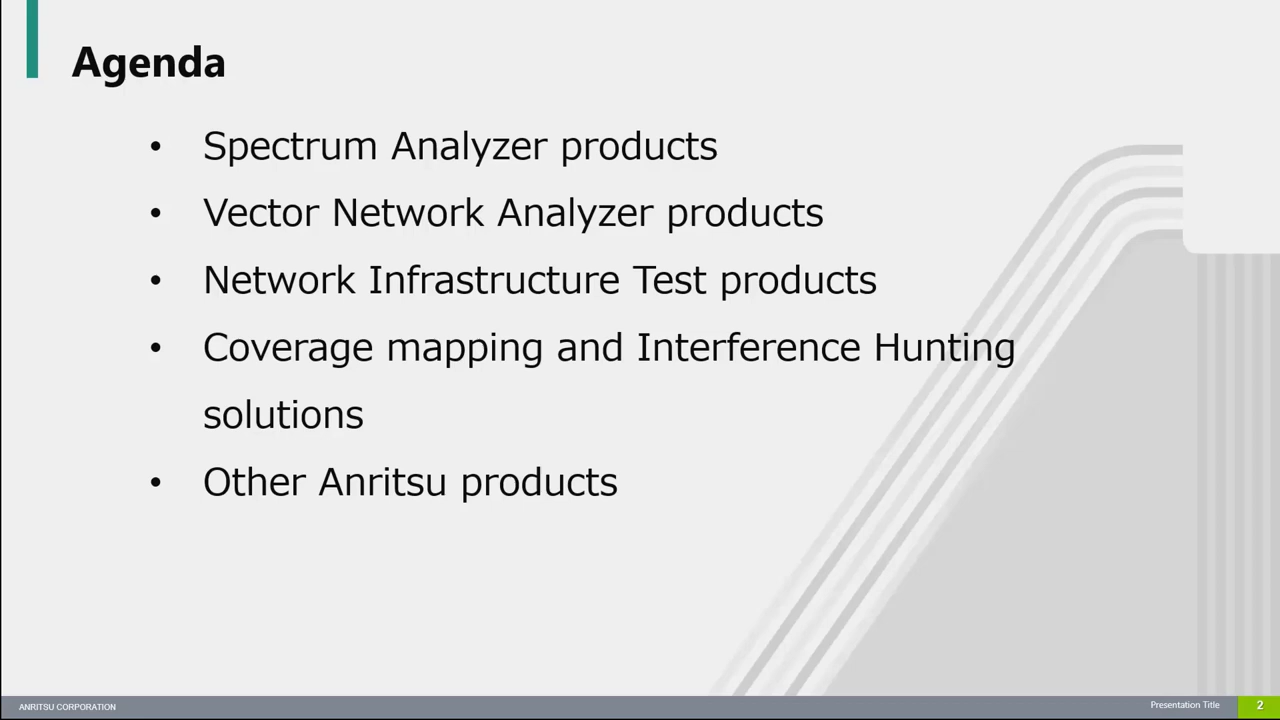 Agenda
• Spectrum Analyzer products
• Vector Network Analyzer products
• Network Infrastructure Test products
• Coverage mapping and Interference Hunting
solutions
• Other Anritsu products
ANRITSU CORPORATION
Presentation Title
2